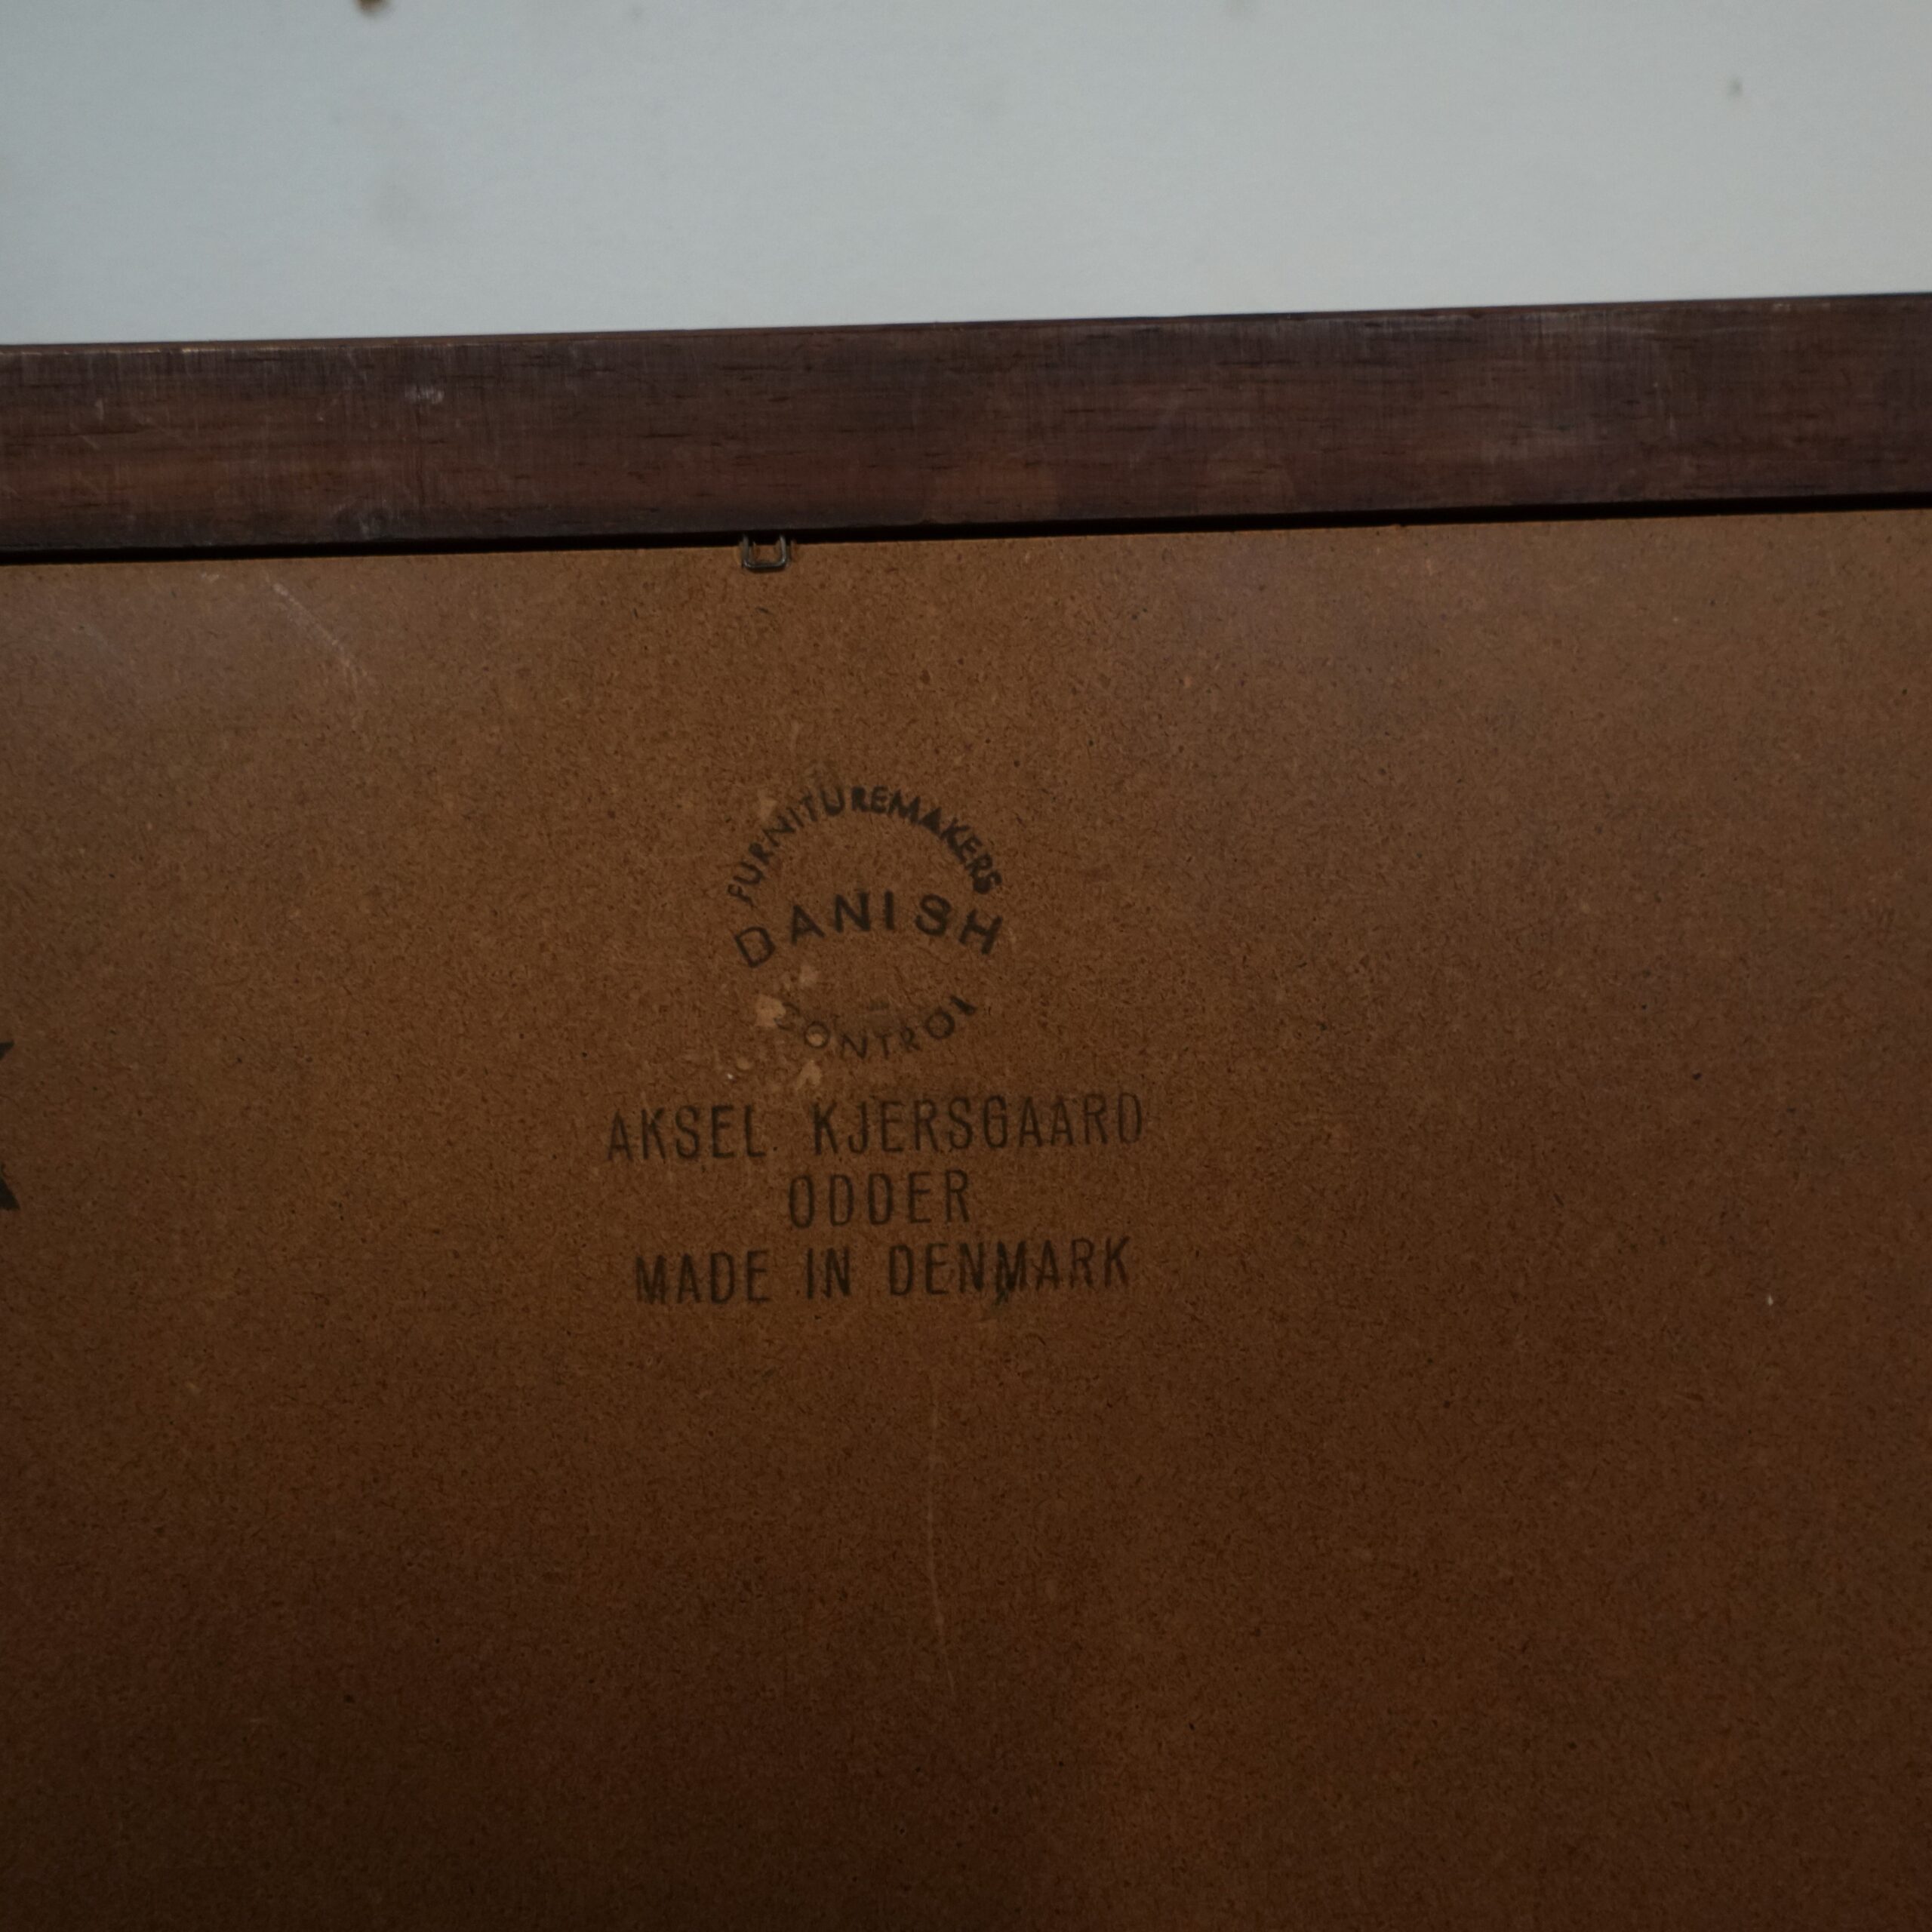 FURNITUREMAKERS
DANISH
CONTROL
AKSEL KJERSGAARD
ODDER
MADE IN DENMARK